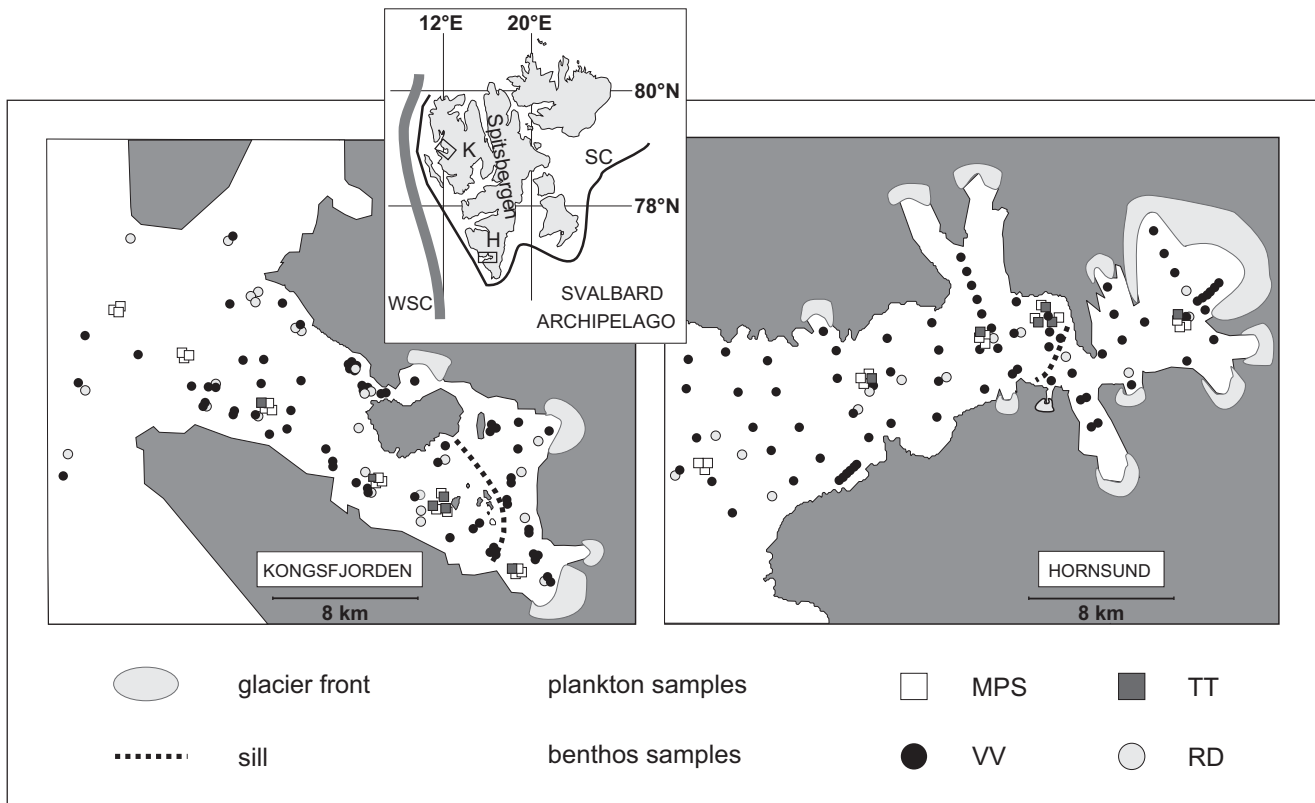 12°E 20°E
80°N
Spitsbergen
K
SC
78°N
H
WSC
SVALBARD
ARCHIPELAGO
KONGSFJORDEN
8 km
HORNSUND
8 km
glacier front
plankton samples
MPS
TT
sill
benthos samples
VV
RD